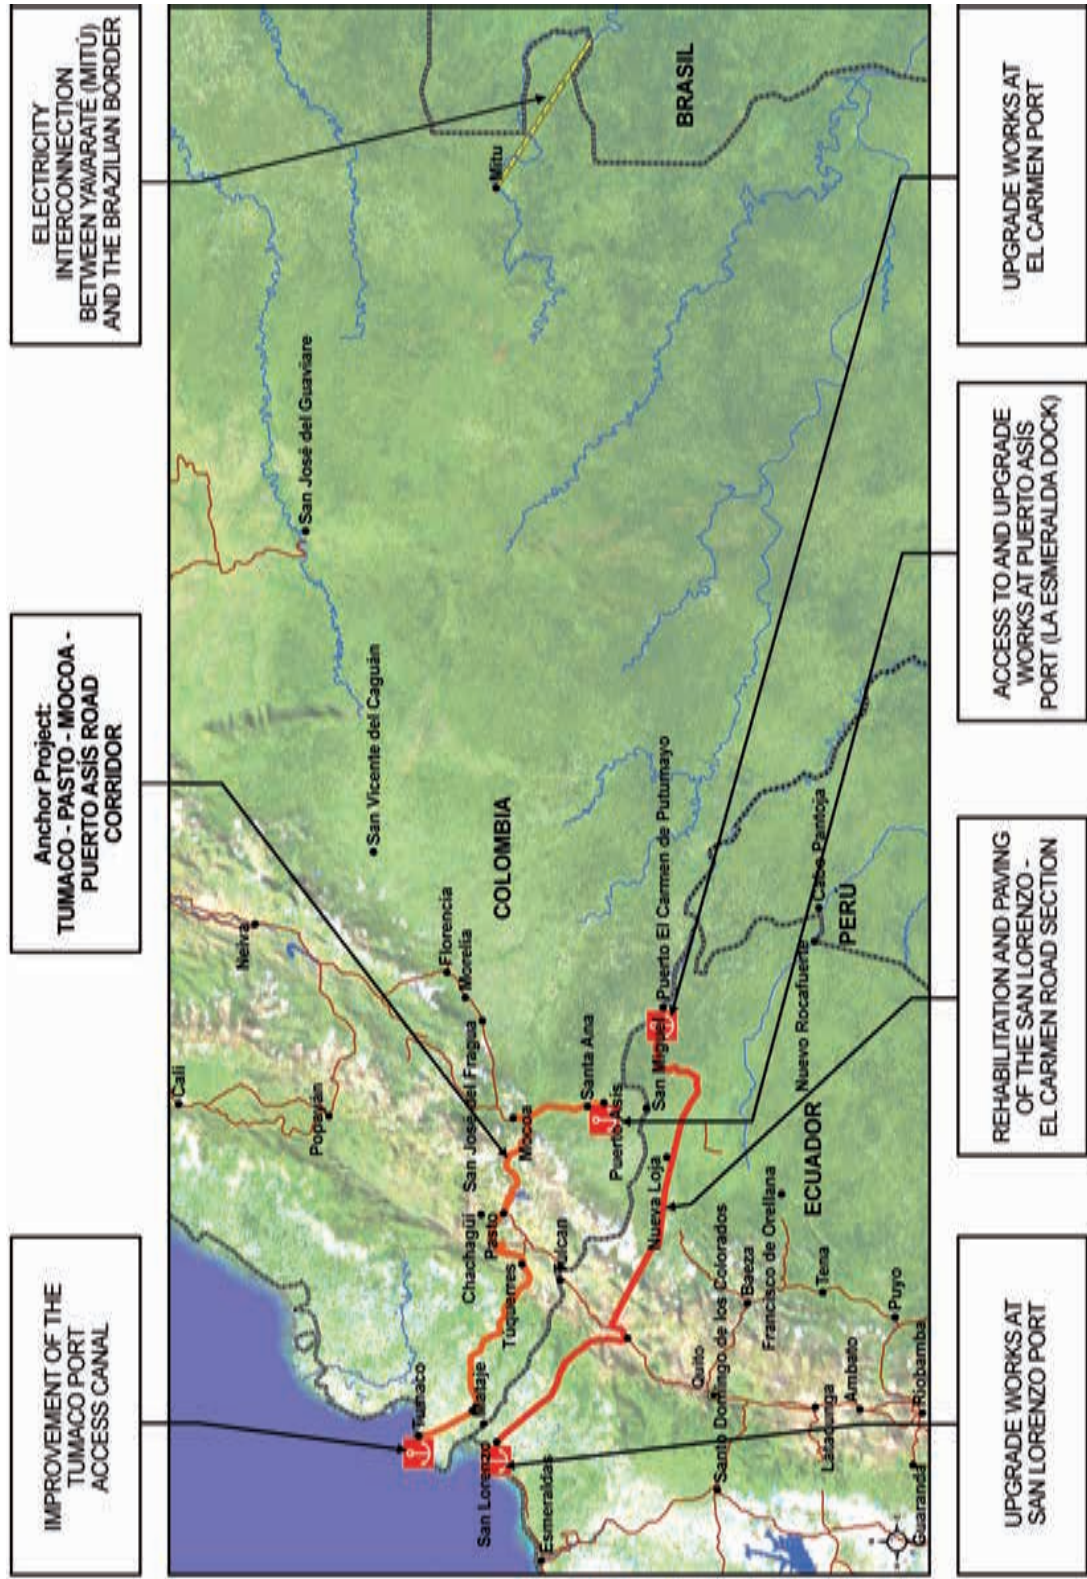 IMPROVEMENT OF THE
TUMACO PORT
ACCESS CANAL
Anchor Project:
TUMACO - PASTO - MOCOA -
PUERTO ASÍS ROAD
CORRIDOR
ELECTRICITY
INTERCONNECTION
BETWEEN YAVARATÉ (MITÚ)
AND THE BRAZILIAN BORDER
Cali
Neiva
Popayán
San José del Guaviare
San Vicente del Caguán
Tumaco
Florencia
Morelia
San José del Fragua
Chachagüi
Pasto
Mataje
Tuquerres
Mocoa
COLOMBIA
Mitu
San Lorenzo
Esmeraldas
Tulcan
Santa Ana
Puerto Asís
San Miguel
Puerto El Carmen de Putumayo
BRASIL
Nueva Loja
Quito
Santo Domingo de los Colorados
Baeza
Francisco de Orellana
ECUADOR
Nuevo Rocafuerte
Cabo Pantoja
PERÚ
Tena
Latacunga
Ambato
Puyo
Guaranda
Riobamba
UPGRADE WORKS AT
SAN LORENZO PORT
REHABILITATION AND PAVING
OF THE SAN LORENZO -
EL CARMEN ROAD SECTION
ACCESS TO AND UPGRADE
WORKS AT PUERTO ASÍS
PORT (LA ESMERALDA DOCK)
UPGRADE WORKS AT
EL CARMEN PORT